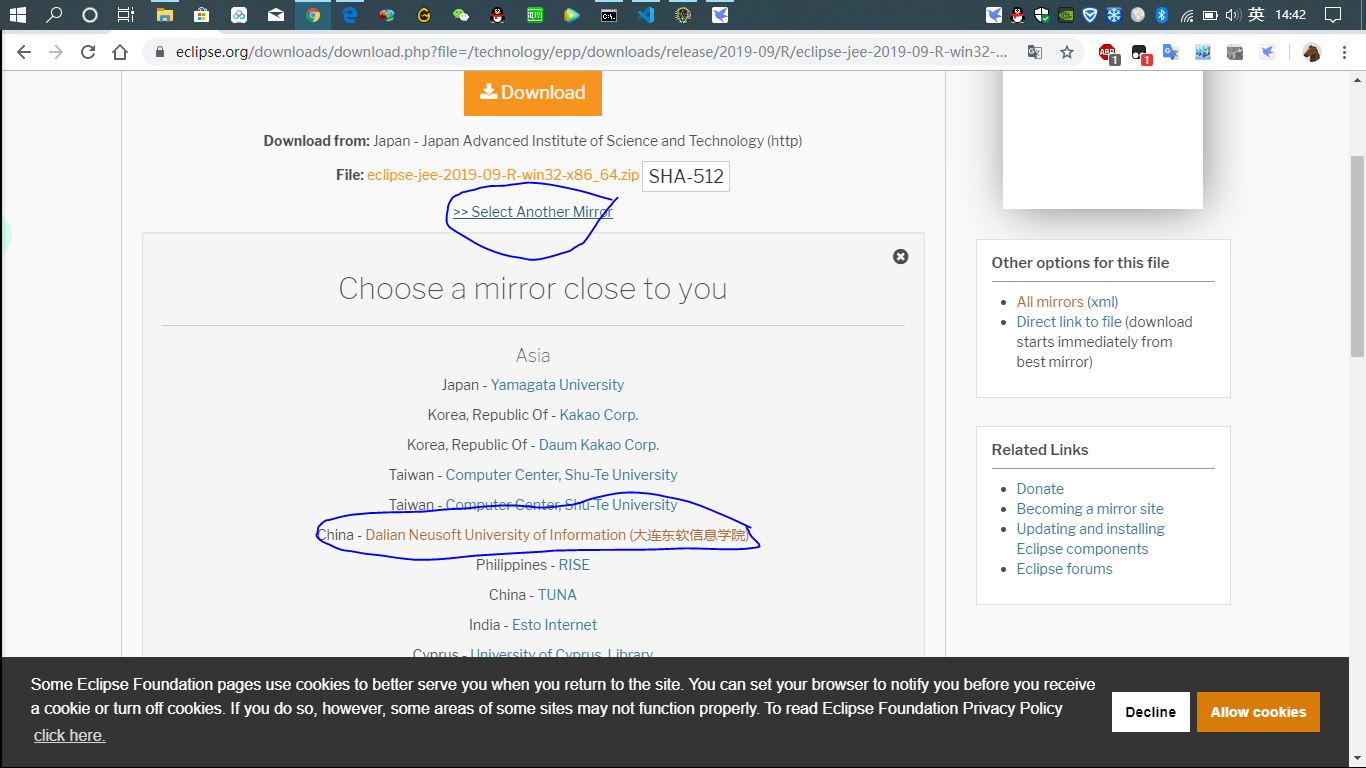 英 14:42
eclipse.org/downloads/download.php?file=/technology/epp/downloads/release/2019-09/R/eclipse-jee-2019-09-R-win32-...
Download
Download from: Japan - Japan Advanced Institute of Science and Technology (http)
File: eclipse-jee-2019-09-R-win32-x86_64.zip SHA-512
>> Select Another Mirror
Choose a mirror close to you
Asia
Japan - Yamagata University
Korea, Republic Of - Kakao Corp.
Korea, Republic Of - Daum Kakao Corp.
Taiwan - Computer Center, Shu-Te University
Taiwan - Computer Center, Shu-Te University
China - Dalian Neusoft University of Information (大连东软信息学院)
Philippines - RISE
China - TUNA
India - Esto Internet
Cyprus - University of Cyprus, Library
Other options for this file
All mirrors (xml)
Direct link to file (download
starts immediately from
best mirror)
Related Links
Donate
Becoming a mirror site
Updating and installing
Eclipse components
Eclipse forums
Some Eclipse Foundation pages use cookies to better serve you when you return to the site. You can set your browser to notify you before you receive
a cookie or turn off cookies. If you do so, however, some areas of some sites may not function properly. To read Eclipse Foundation Privacy Policy
click here.
Decline
Allow cookies